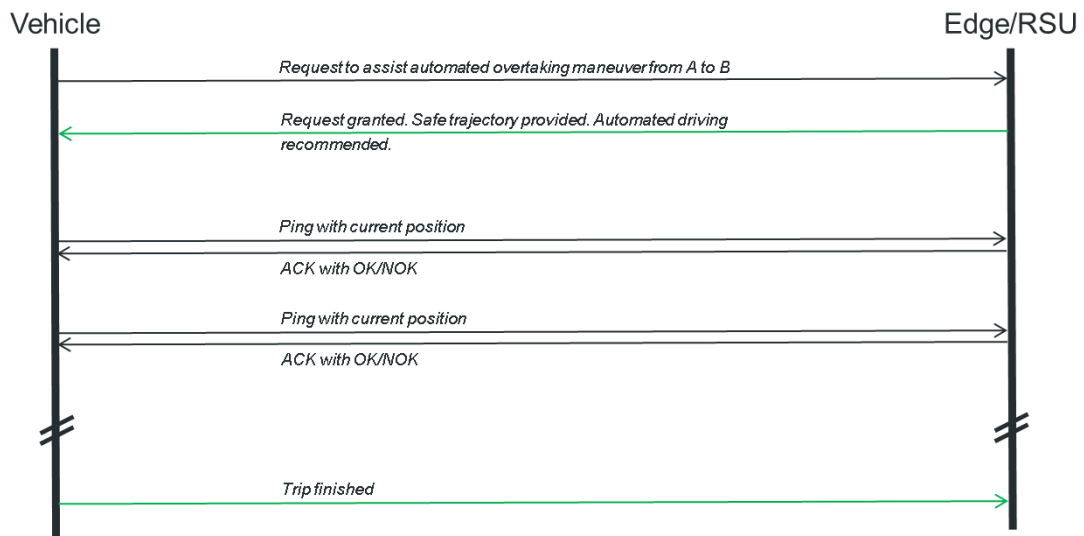 Vehicle
Edge/RSU
Request to assist automated overtaking maneuver from A to B
Request granted. Safe trajectory provided. Automated driving
recommended.
Ping with current position
ACK with OK/NOK
Ping with current position
ACK with OK/NOK
Trip finished